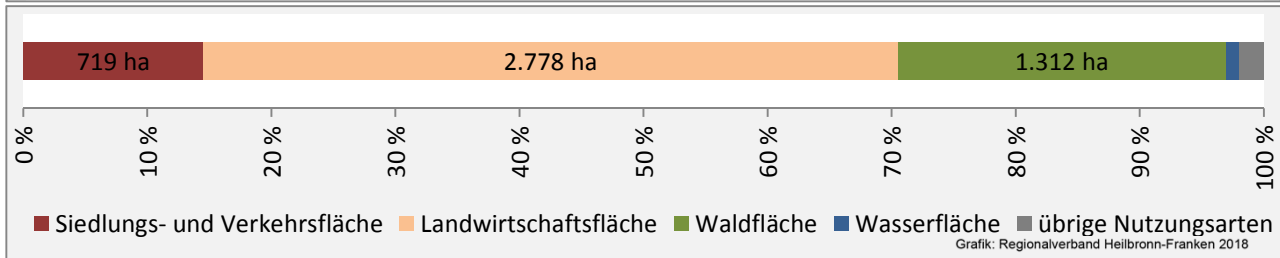 719 ha 2.778 ha 1.312 ha
0 % 10 % 20 % 30 % 40 % 50 % 60 % 70 % 80 % 90 % 100 %
Siedlungs- und Verkehrsfläche Landwirtschaftsfläche Waldfläche Wasserfläche übrige Nutzungsarten
Grafik: Regionalverband Heilbronn-Franken 2018